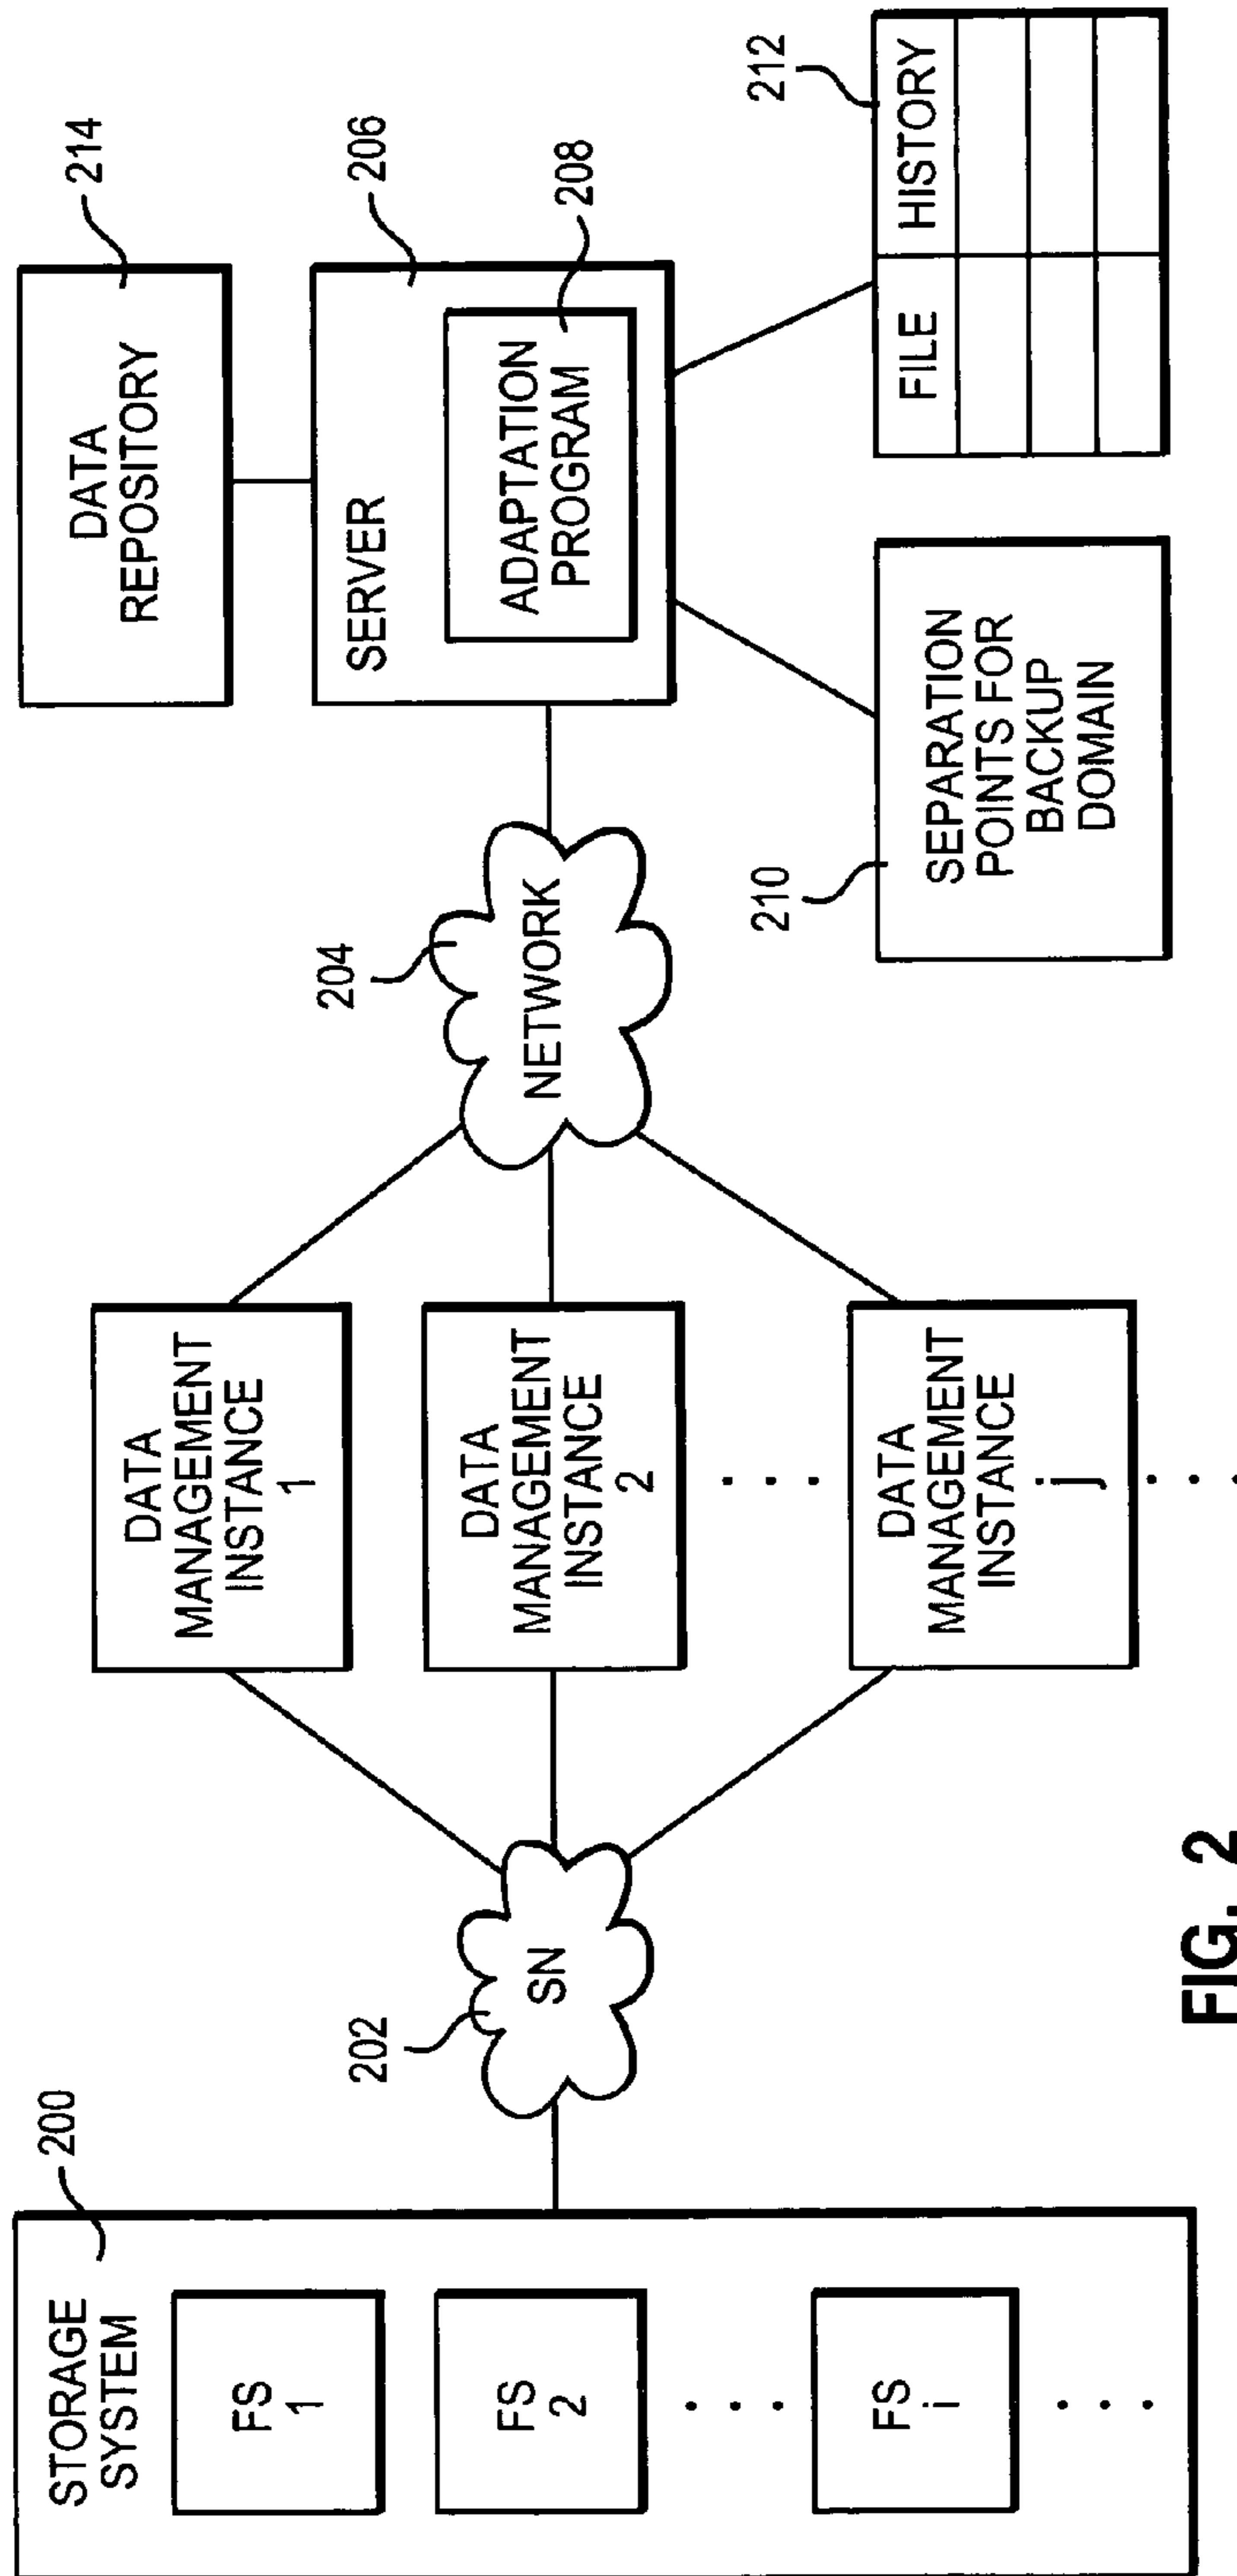 STORAGE
SYSTEM
200
FS
1
FS
2
. . .
FS
i
. . .
202
SN
DATA
MANAGEMENT
INSTANCE
1
DATA
MANAGEMENT
INSTANCE
2
. . .
DATA
MANAGEMENT
INSTANCE
j
. . .
204
NETWORK
DATA
REPOSITORY
214
SERVER
206
ADAPTATION
PROGRAM
208
210
SEPARATION
POINTS FOR
BACKUP
DOMAIN
212
FILE HISTORY
FIG. 2